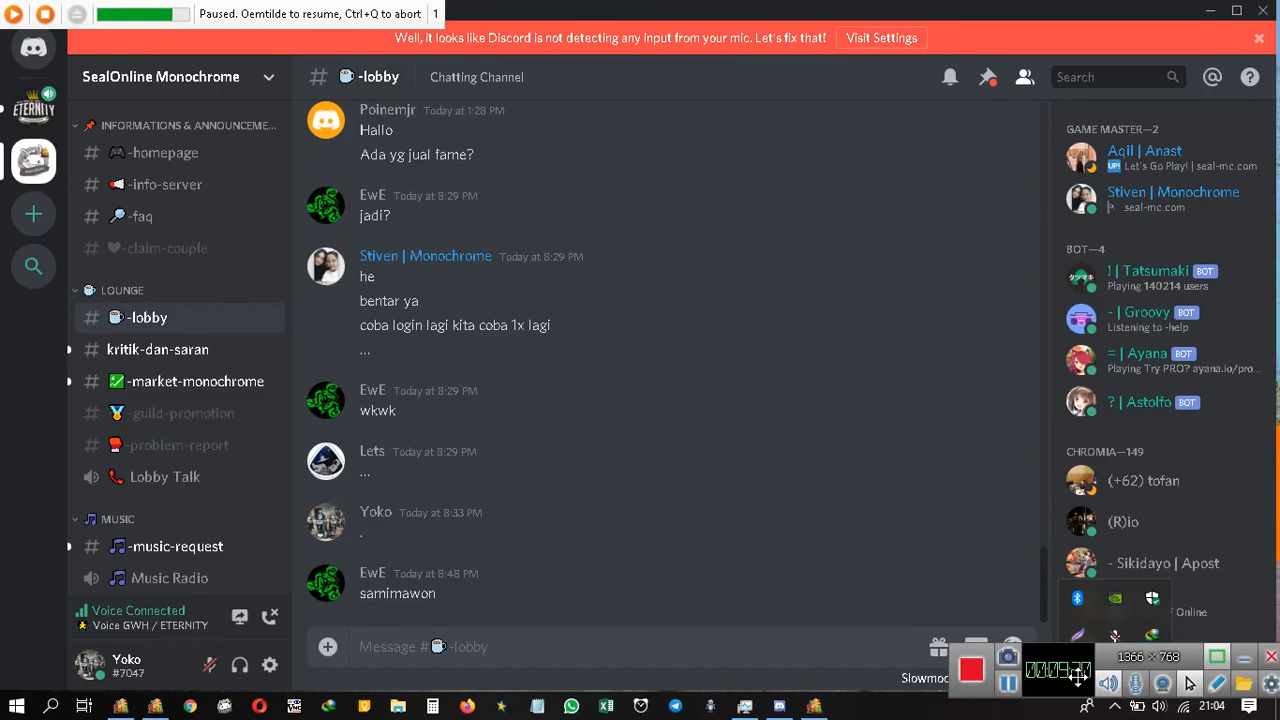 Paused. Oemtilde to resume, Ctrl+Q to abort
1
Well, it looks like Discord is not detecting any input from your mic. Let's fix that!
Visit Settings
ETERNITY
SealOnline Monochrome
INFORMATIONS & ANNOUNCEME...
-homepage
-info-server
-faq
-claim-couple
LOUNGE
-lobby
kritik-dan-saran
-market-monochrome
-guild-promotion
-problem-report
Lobby Talk
MUSIC
-music-request
Music Radio
Voice Connected
Voice GWH / ETERNITY
Yoko
#7047
-lobby
Chatting Channel
Search
Poinemjr Today at 1:28 PM
Hallo
Ada yg jual fame?
EwE Today at 8:29 PM
jadi?
Stiven | Monochrome Today at 8:29 PM
he
bentar ya
coba login lagi kita coba 1x lagi
...
EwE Today at 8:29 PM
wkwk
Lets Today at 8:29 PM
...
Yoko Today at 8:33 PM
.
EwE Today at 8:48 PM
samimawon
Message # -lobby
GAME MASTER—2
Aqil | Anast
UP! Let's Go Play! | seal-mc.com
Stiven | Monochrome
seal-mc.com
BOT—4
! | Tatsumaki BOT
Playing 140214 users
- | Groovy BOT
Listening to -help
= | Ayana BOT
Playing Try PRO? ayana.io/pro...
? | Astolfo BOT
CHROMIA—149
(+62) tofan
(R)io
- Sikidayo | Apost
Online
1366 × 768
Slowmo
21:04